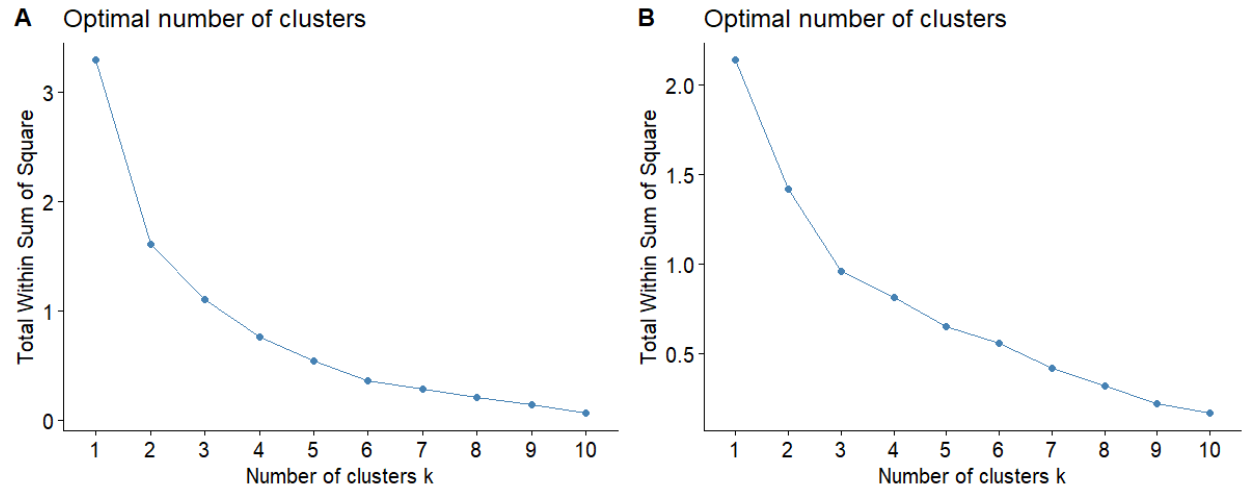 A Optimal number of clusters
Total Within Sum of Square
3
2
1
0
1 2 3 4 5 6 7 8 9 10
Number of clusters k
B Optimal number of clusters
Total Within Sum of Square
2.0
1.5
1.0
0.5
1 2 3 4 5 6 7 8 9 10
Number of clusters k